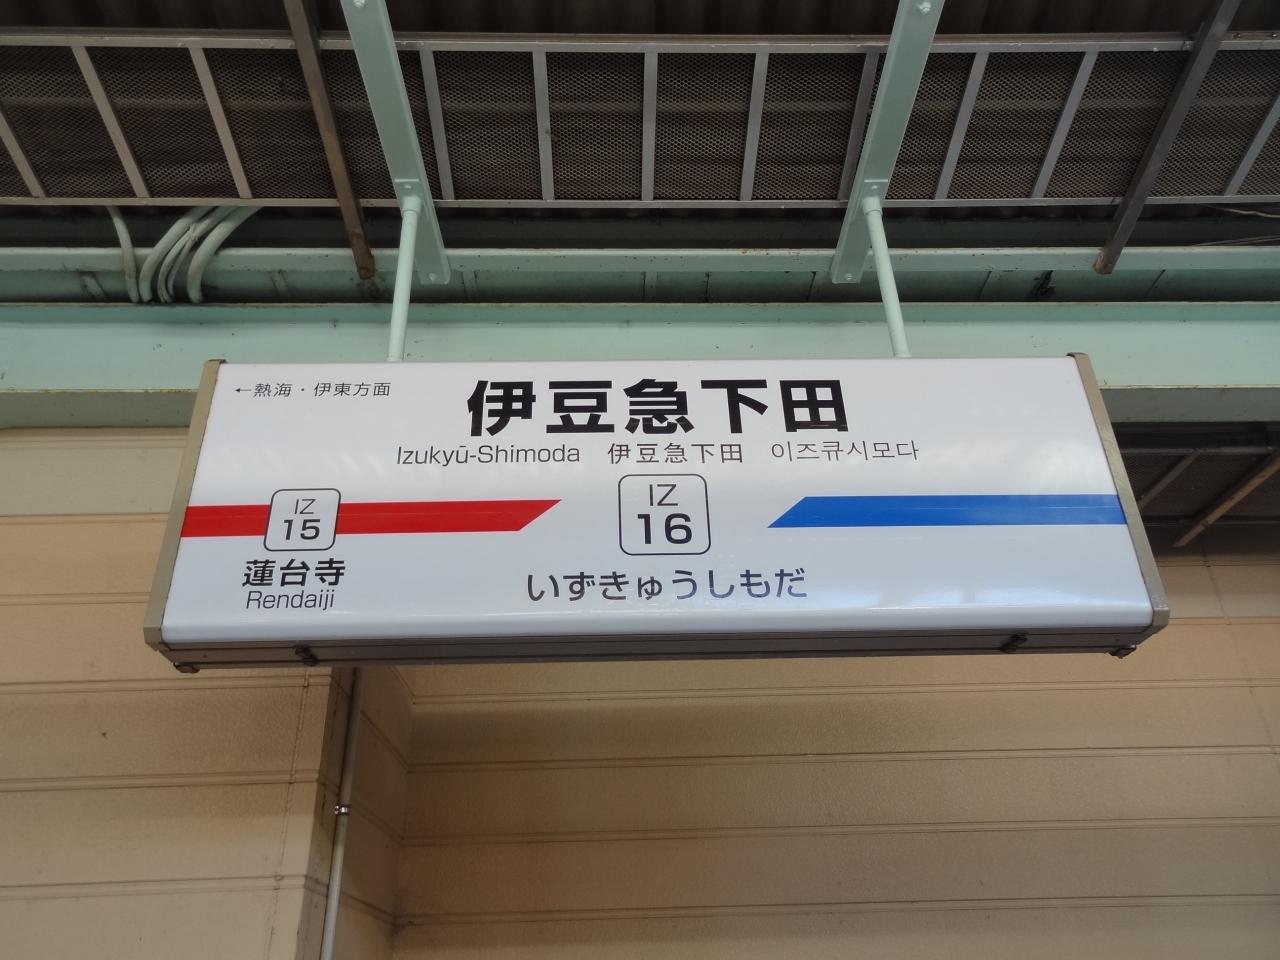 ←熱海・伊東方面
伊豆急下田
Izukyū-Shimoda 伊豆急下田 이즈큐시모다
IZ
15
IZ
16
蓮台寺
Rendaiji
いずきゅうしもだ